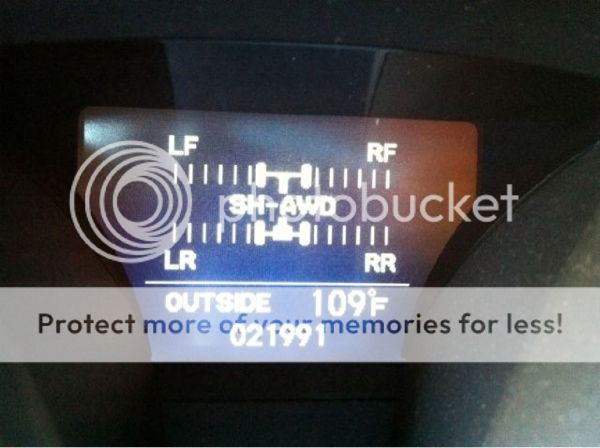 LF RF
SH-AWD
photobucket
LR RR
OUTSIDE 109°F
Protect more of your memories for less!
021991